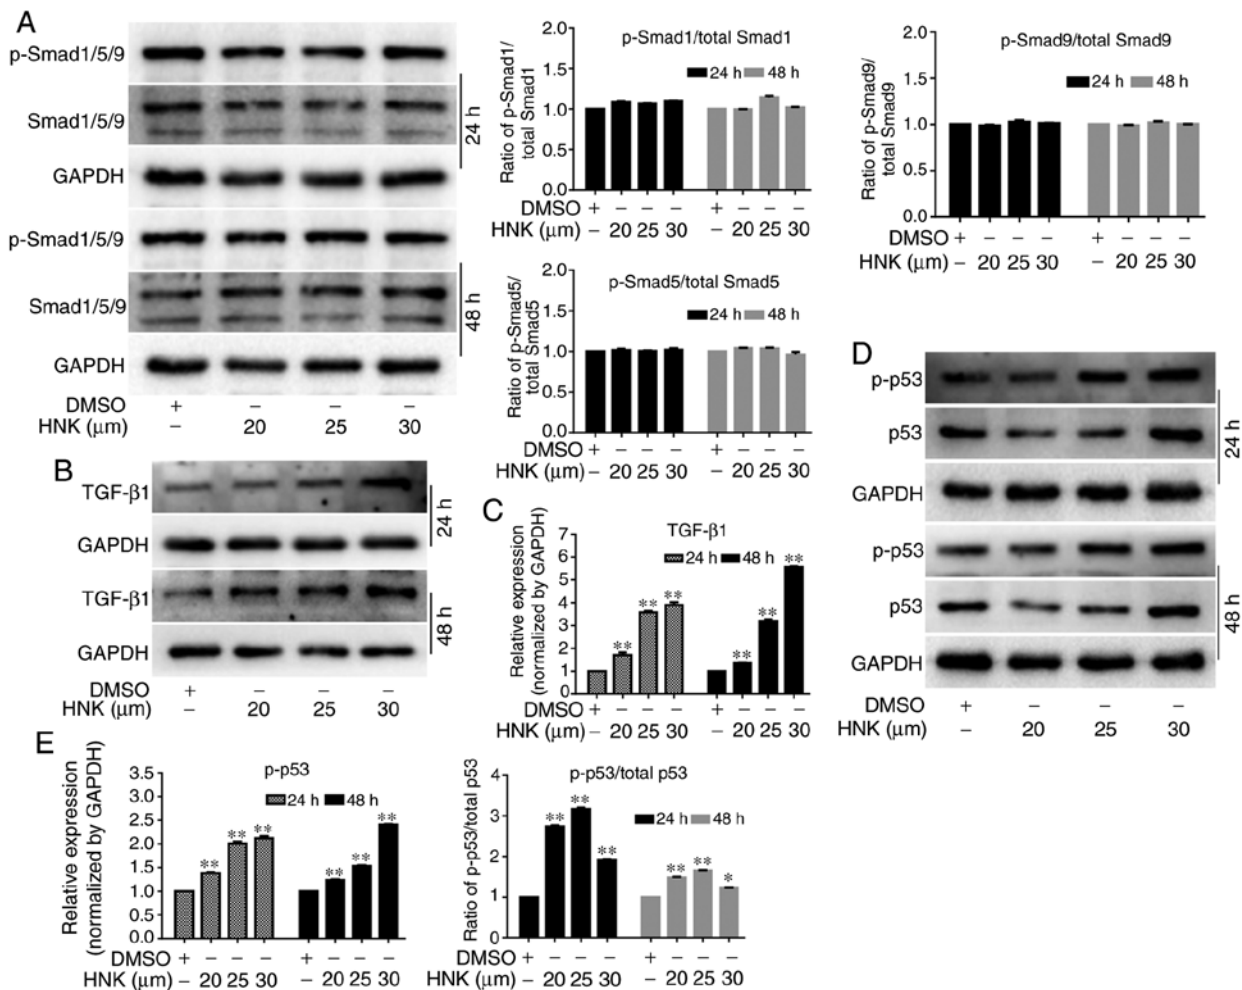 A
p-Smad1/5/9
Smad1/5/9
GAPDH
24 h
p-Smad1/5/9
Smad1/5/9
GAPDH
48 h
DMSO + – – –
HNK (μm) – 20 25 30
p-Smad1/total Smad1
24 h 48 h
Ratio of p-Smad1/
total Smad1
2.0
1.5
1.0
0.5
0.0
DMSO + – – – + – – –
HNK (μm) – 20 25 30 – 20 25 30
p-Smad9/total Smad9
24 h 48 h
Ratio of p-Smad9/
total Smad9
2.0
1.5
1.0
0.5
0.0
DMSO + – – – + – – –
HNK (μm) – 20 25 30 – 20 25 30
p-Smad5/total Smad5
24 h 48 h
Ratio of p-Smad5/
total Smad5
2.0
1.5
1.0
0.5
0.0
DMSO + – – – + – – –
HNK (μm) – 20 25 30 – 20 25 30
B
TGF-β1
GAPDH
24 h
TGF-β1
GAPDH
48 h
DMSO + – – –
HNK (μm) – 20 25 30
C
TGF-β1
24 h 48 h
Relative expression
(normalized by GAPDH)
7
6
5
4
3
2
1
0
** ** ** ** ** **
DMSO + – – – + – – –
HNK (μm) – 20 25 30 – 20 25 30
D
p-p53
p53
GAPDH
24 h
p-p53
p53
GAPDH
48 h
DMSO + – – –
HNK (μm) – 20 25 30
E
p-p53
24 h 48 h
Relative expression
(normalized by GAPDH)
3.5
3.0
2.5
2.0
1.5
1.0
0.5
0.0
** ** ** ** ** **
DMSO + – – – + – – –
HNK (μm) – 20 25 30 – 20 25 30
p-p53/total p53
24 h 48 h
Ratio of p-p53/total p53
4
3
2
1
0
** ** ** ** ** *
DMSO + – – – + – – –
HNK (μm) – 20 25 30 – 20 25 30